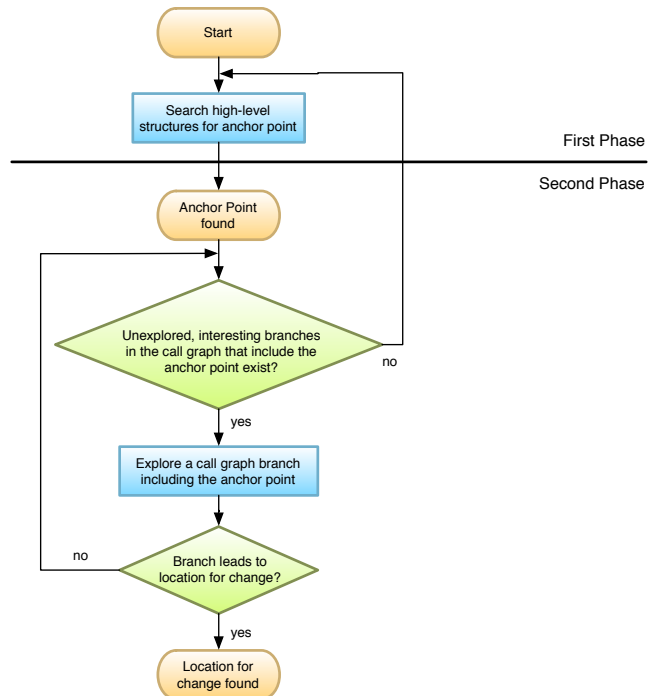 Start
Search high-level
structures for anchor point
First Phase
Second Phase
Anchor Point
found
Unexplored, interesting branches
in the call graph that include the
anchor point exist?
no
yes
Explore a call graph branch
including the anchor point
no
Branch leads to
location for change?
yes
Location for
change found